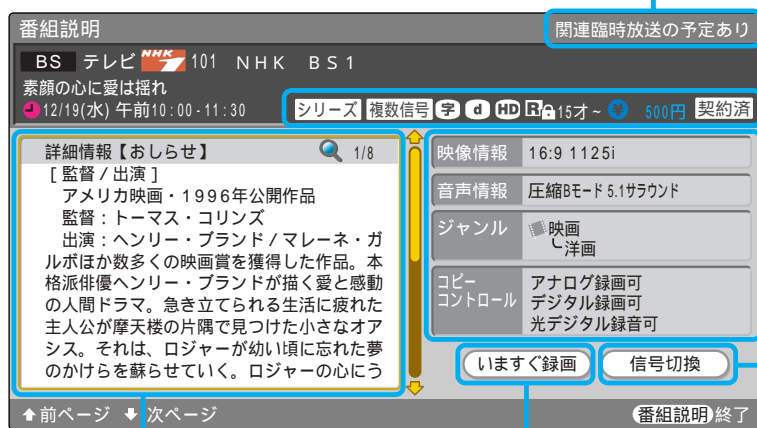 番組説明
関連臨時放送の予定あり
BS テレビ NHK 101 NHK BS1
素顔の心に愛は揺れ
12/19(水) 午前10:00-11:30
シリーズ 複数信号 字 d HD R 15才~ ¥ 500円 契約済
詳細情報【おしらせ】 1/8
[監督/出演]
アメリカ映画・1996年公開作品
監督:トーマス・コリンズ
出演:ヘンリー・ブランド/マレーネ・ガ
ルボほか数多くの映画賞を獲得した作品。本
格派俳優ヘンリー・ブランドが描く愛と感動
の人間ドラマ。急き立てられる生活に疲れた
主人公が摩天楼の片隅で見つけた小さなオア
シス。それは、ロジャーが幼い頃に忘れた夢
のかけらを蘇らせていく。ロジャーの心にう
映像情報 16:9 1125i
音声情報 圧縮Bモード 5.1サラウンド
ジャンル 映画
洋画
コピー
コントロール
アナログ録画可
デジタル録画可
光デジタル録音可
いますぐ録画 信号切換
前ページ 次ページ 番組説明 終了